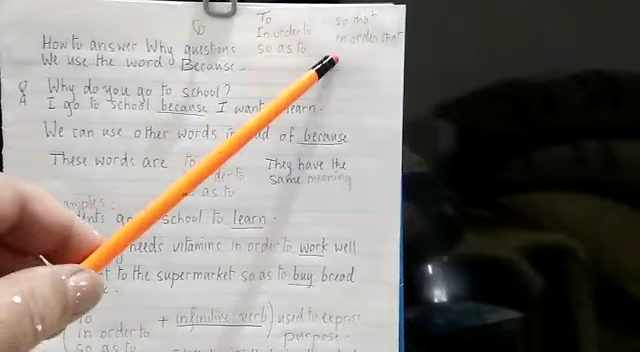 6
To
In order to
so as to
so that
in order that
How to answer Why questions
We use the word Because.
Q Why do you go to school?
A I go to school because I want learn.
We can use other words of because
These words are
They have the
same meaning
as to
school to learn.
needs vitamins in order to work well
to the supermarket so as to buy bread
To
in order to
so as to
+ infinitive verb) used to
purpose.